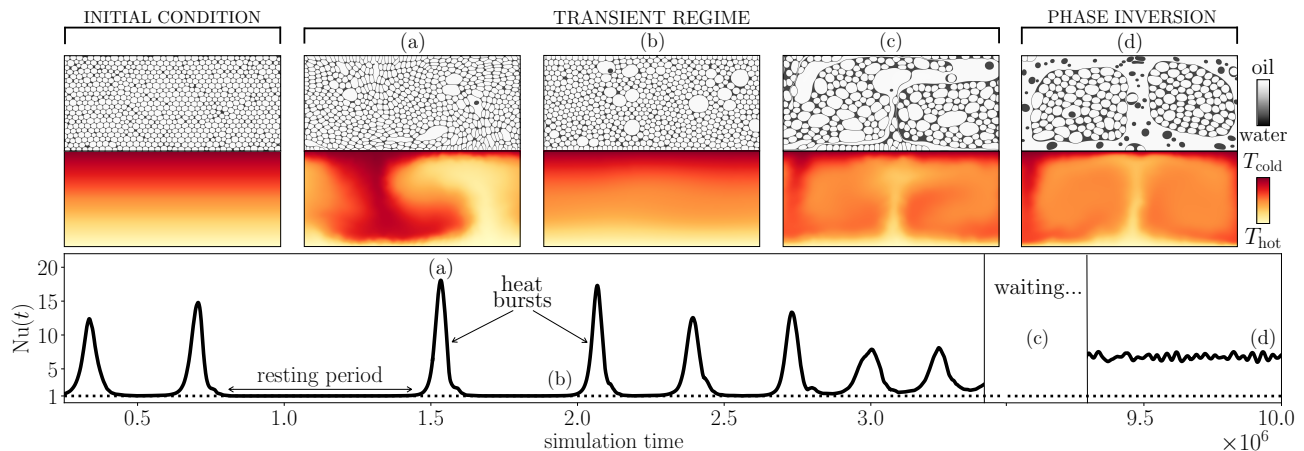 INITIAL CONDITION
TRANSIENT REGIME
PHASE INVERSION
(a)
(b)
(c)
(d)
oil
water
T_cold
T_hot
Nu(t)
20
15
10
5
1
(a)
heat
bursts
resting period
(b)
waiting...
(c)
(d)
0.5
1.0
1.5
2.0
2.5
3.0
9.5
10.0
simulation time
×10⁶